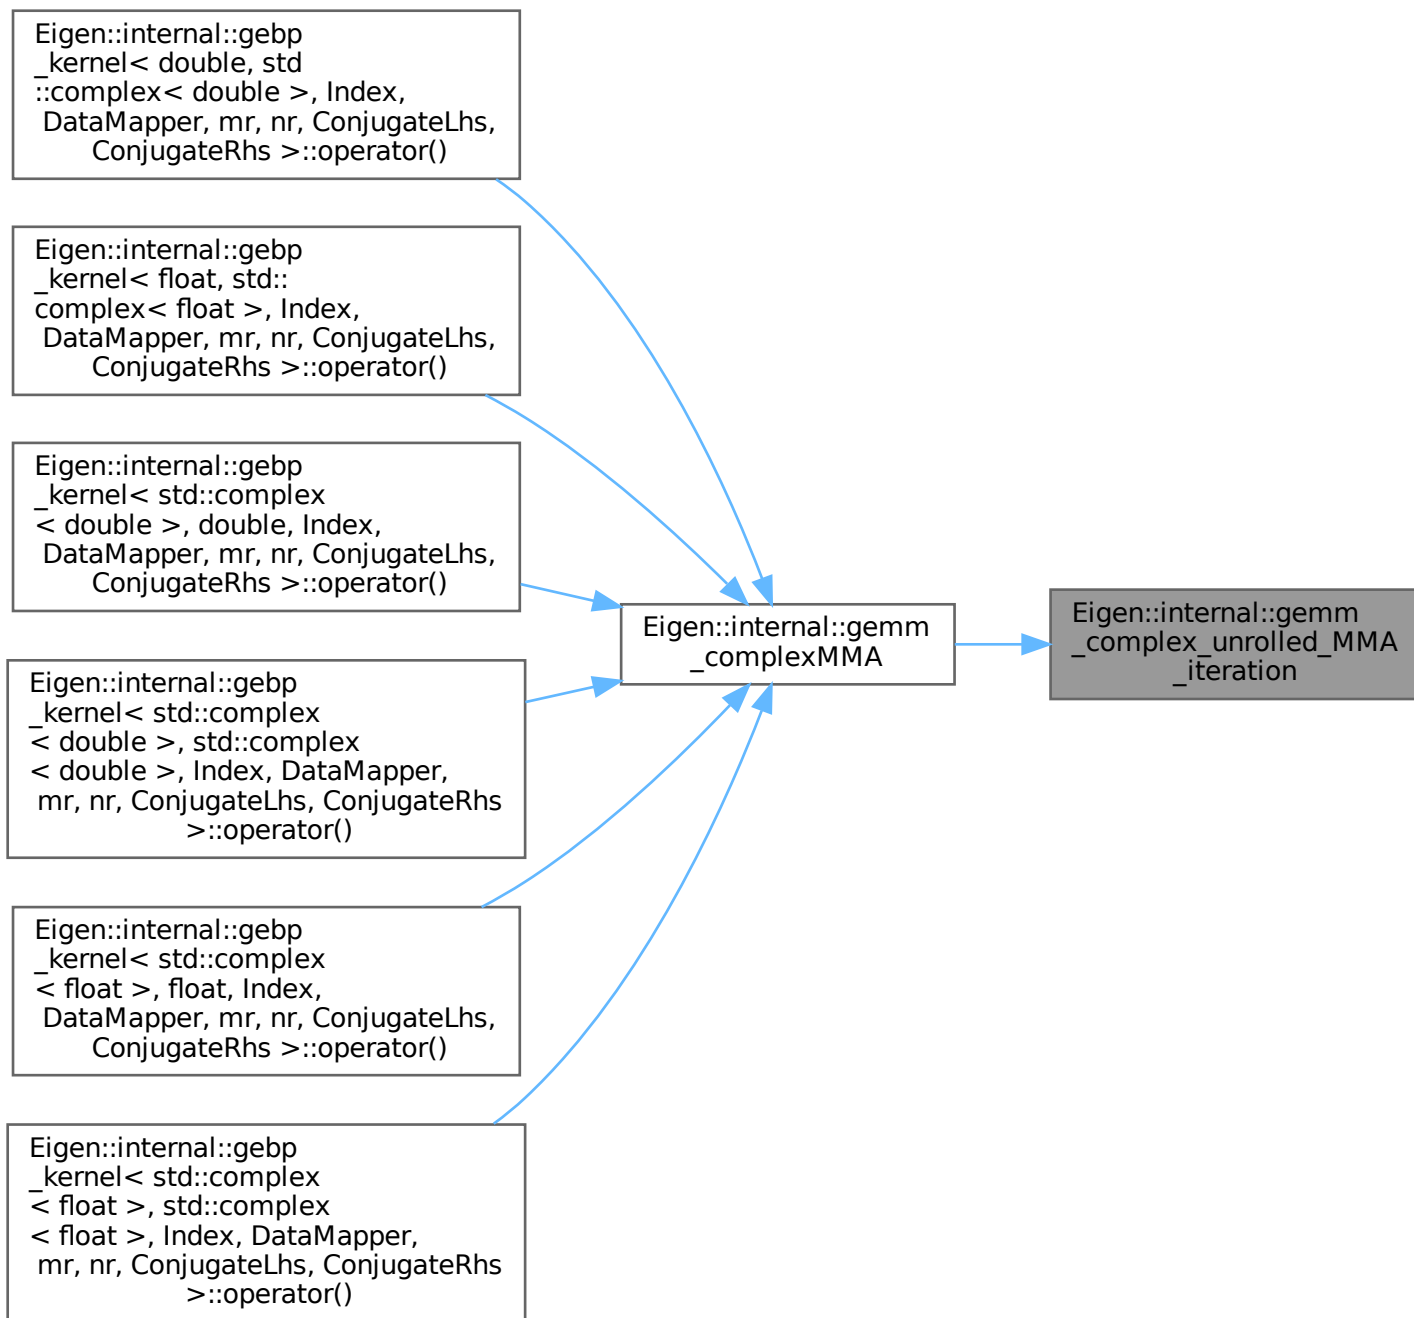 Eigen::internal::gebp
_kernel< double, std
::complex< double >, Index,
DataMapper, mr, nr, ConjugateLhs,
ConjugateRhs >::operator()
Eigen::internal::gebp
_kernel< float, std::
complex< float >, Index,
DataMapper, mr, nr, ConjugateLhs,
ConjugateRhs >::operator()
Eigen::internal::gebp
_kernel< std::complex
< double >, double, Index,
DataMapper, mr, nr, ConjugateLhs,
ConjugateRhs >::operator()
Eigen::internal::gebp
_kernel< std::complex
< double >, std::complex
< double >, Index, DataMapper,
mr, nr, ConjugateLhs, ConjugateRhs
>::operator()
Eigen::internal::gebp
_kernel< std::complex
< float >, float, Index,
DataMapper, mr, nr, ConjugateLhs,
ConjugateRhs >::operator()
Eigen::internal::gebp
_kernel< std::complex
< float >, std::complex
< float >, Index, DataMapper,
mr, nr, ConjugateLhs, ConjugateRhs
>::operator()
Eigen::internal::gemm
_complexMMA
Eigen::internal::gemm
_complex_unrolled_MMA
_iteration